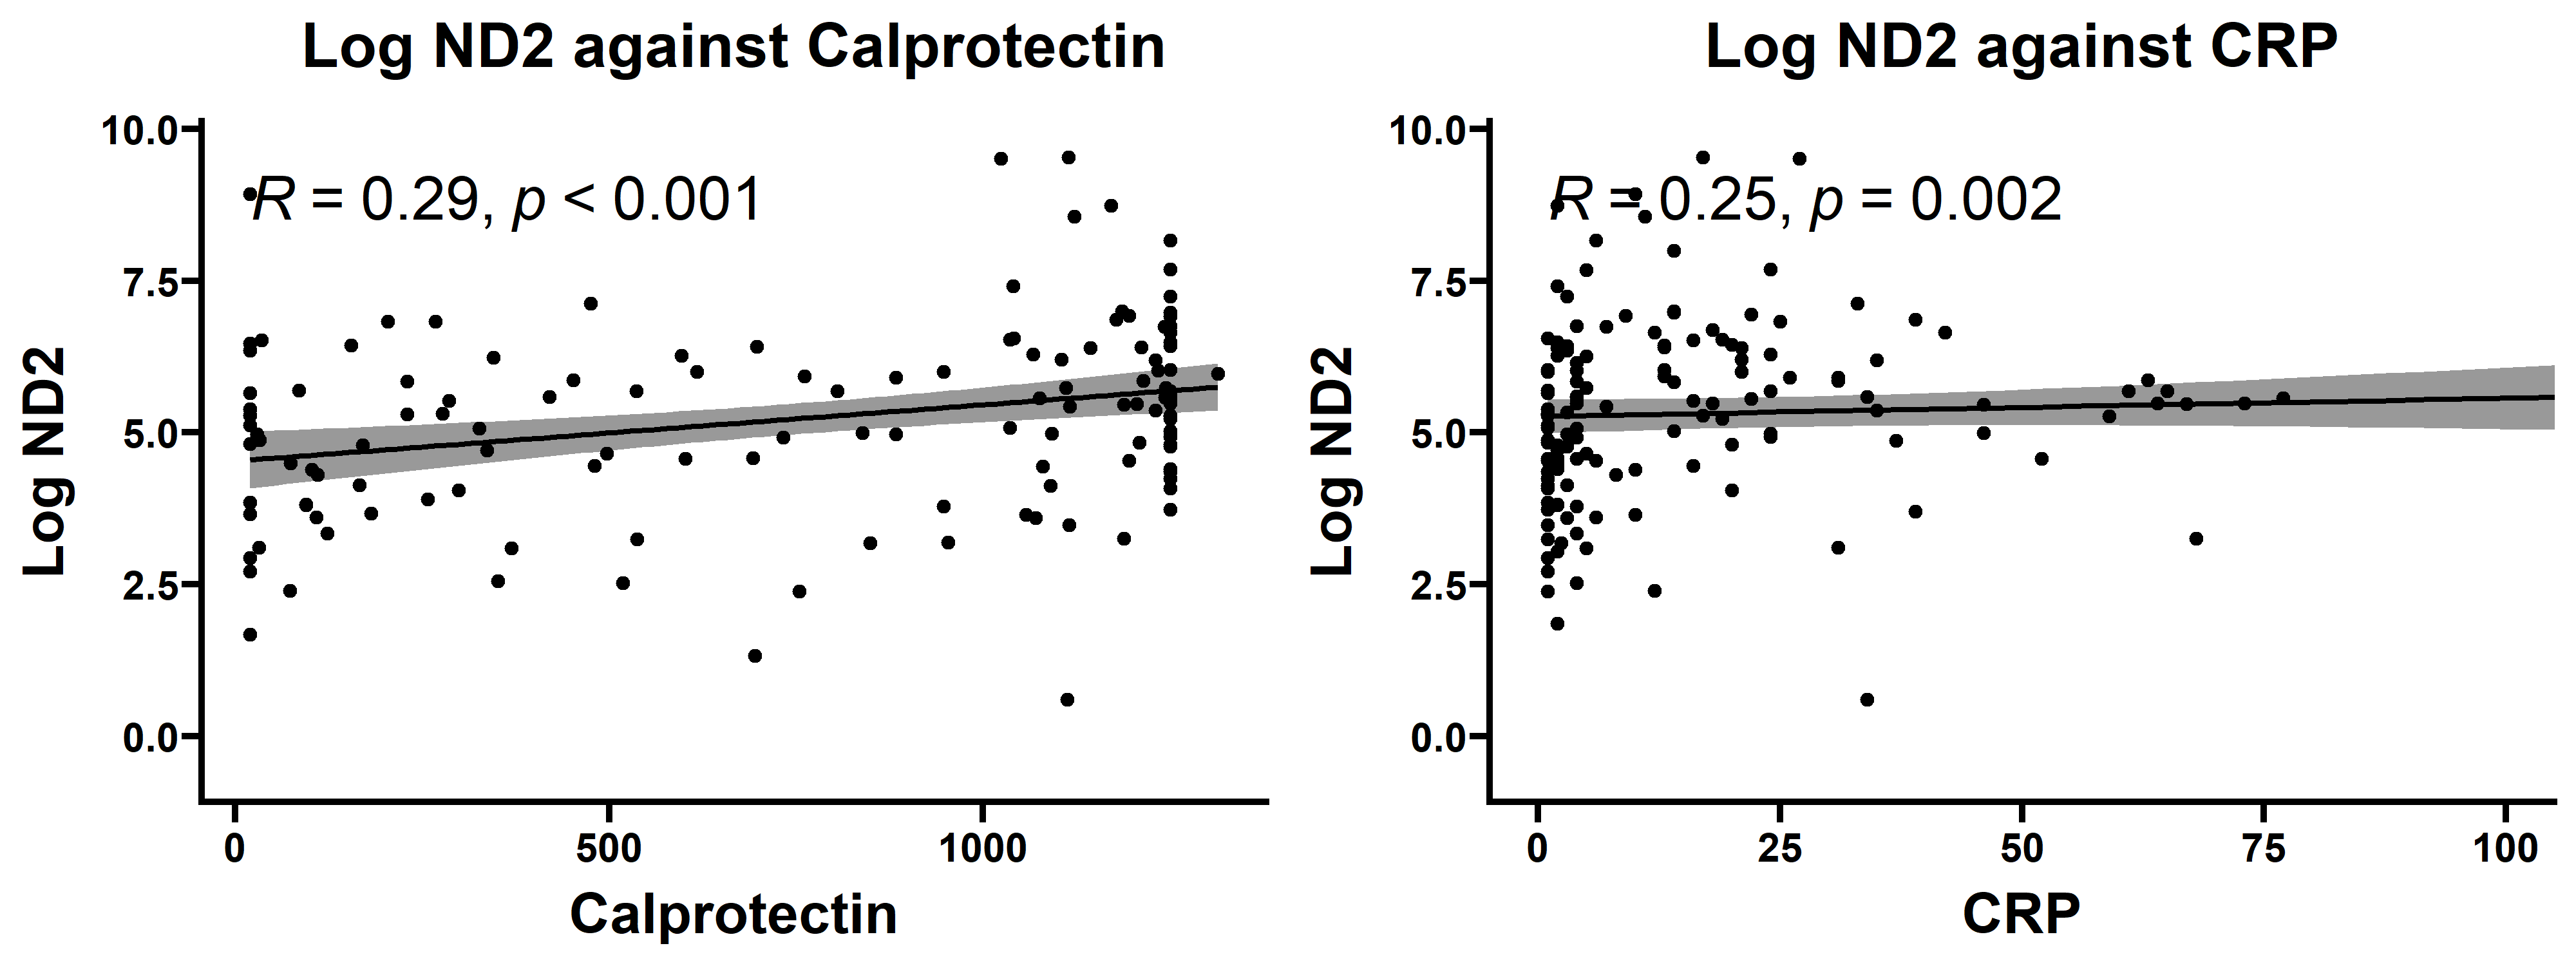 Log ND2 against Calprotectin
10.0
7.5
5.0
2.5
0.0
Log ND2
R = 0.29, p < 0.001
0 500 1000
Calprotectin
Log ND2 against CRP
10.0
7.5
5.0
2.5
0.0
Log ND2
R = 0.25, p = 0.002
0 25 50 75 100
CRP